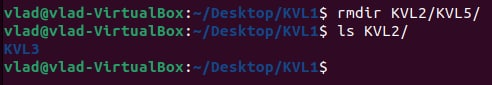 vlad@vlad-VirtualBox:~/Desktop/KVL1$ rmdir KVL2/KVL5/
vlad@vlad-VirtualBox:~/Desktop/KVL1$ ls KVL2/
KVL3
vlad@vlad-VirtualBox:~/Desktop/KVL1$